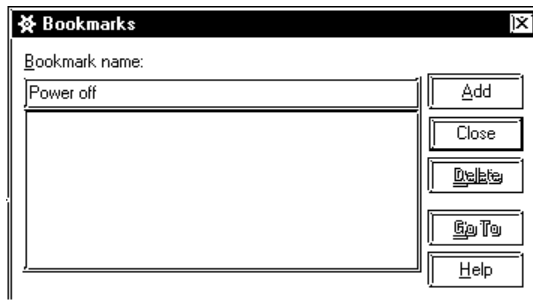 Bookmarks
Bookmark name:
Power off
Add
Close
Delete
Go To
Help